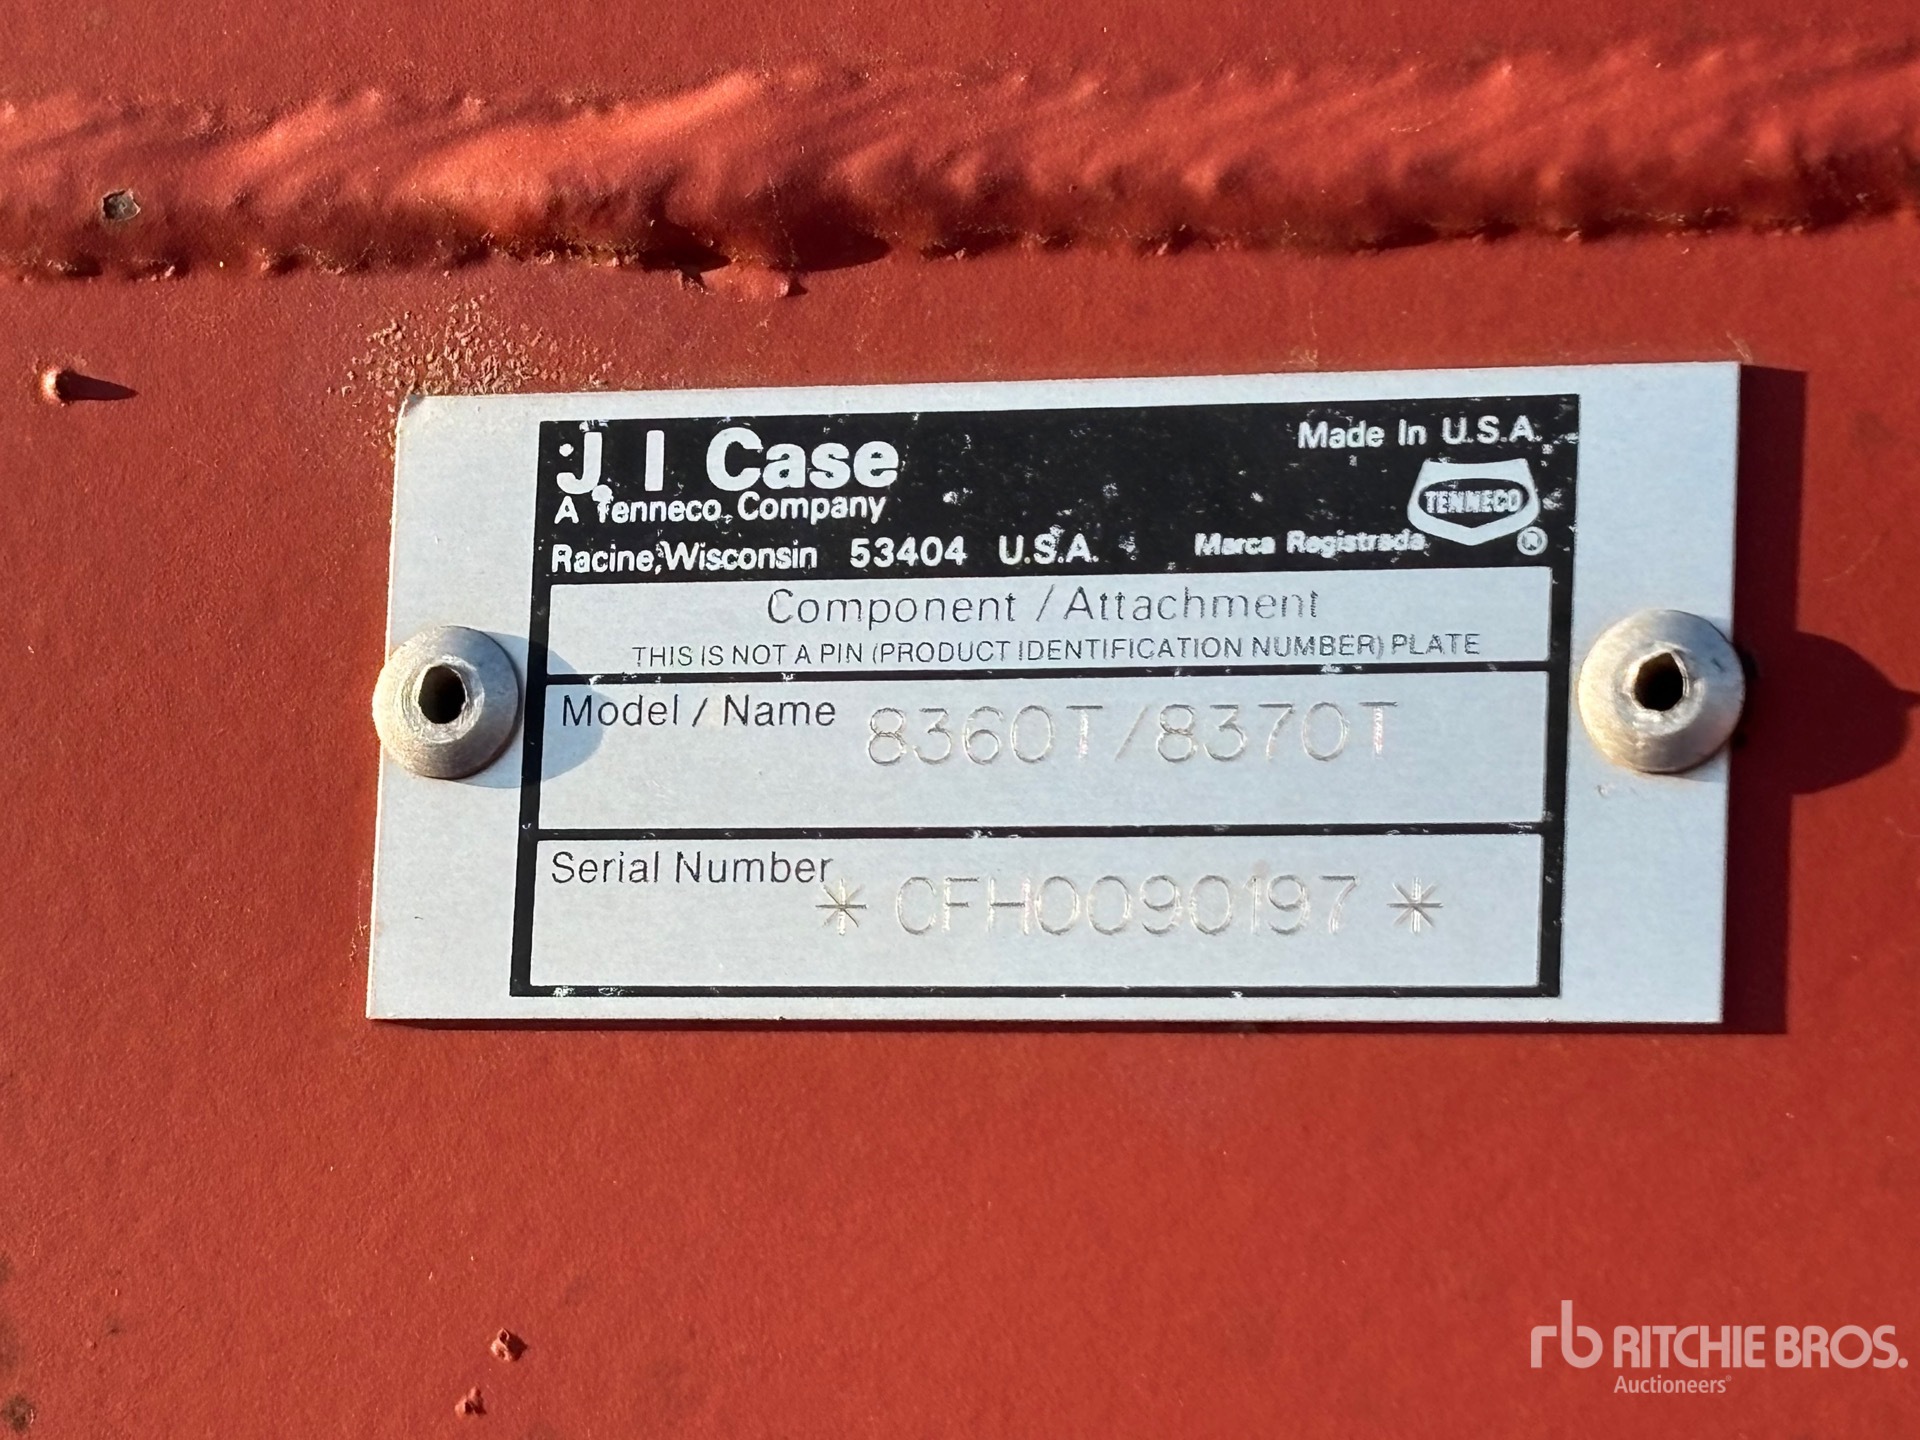 J. I Case
A Tenneco Company
Racine, Wisconsin 53404 U.S.A.
Made In U.S.A.
TENNECO
Marca Registrada ®
Component / Attachment
THIS IS NOT A PIN (PRODUCT IDENTIFICATION NUMBER) PLATE
Model / Name 8360T/8370T
Serial Number * CFH0090197 *
rb RITCHIE BROS.
Auctioneers